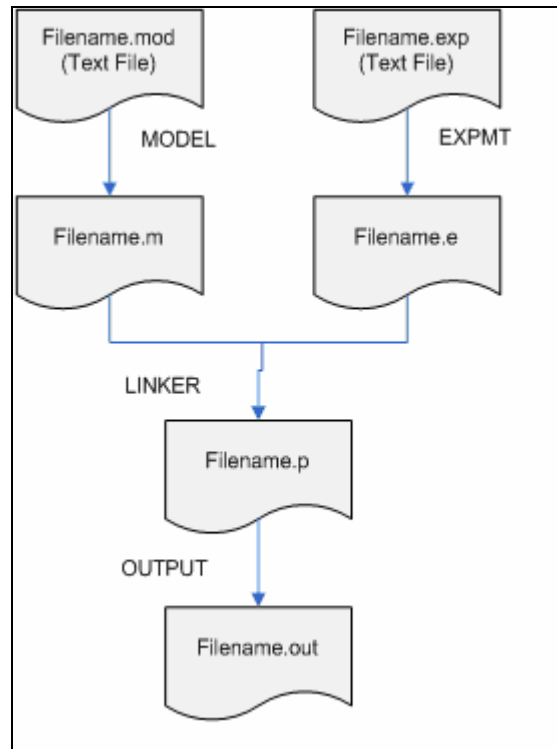 Filename.mod
(Text File)
Filename.exp
(Text File)
MODEL
EXPMT
Filename.m
Filename.e
LINKER
Filename.p
OUTPUT
Filename.out